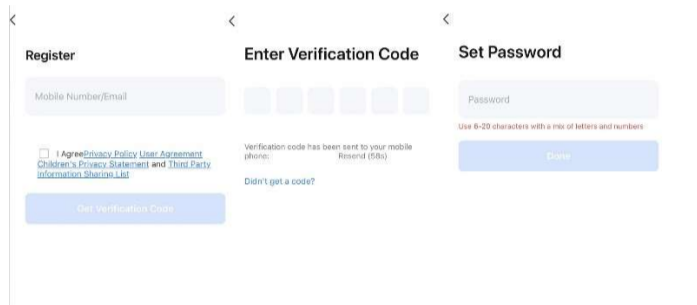 Register
Mobile Number/Email
I AgreePrivacy Policy User Agreement
Children's Privacy Statement and Third Party
Information Sharing List
Get Verification Code
Enter Verification Code
Verification code has been sent to your mobile
phone: Resend (58s)
Didn't get a code?
Set Password
Password
Use 6-20 characters with a mix of letters and numbers
Done